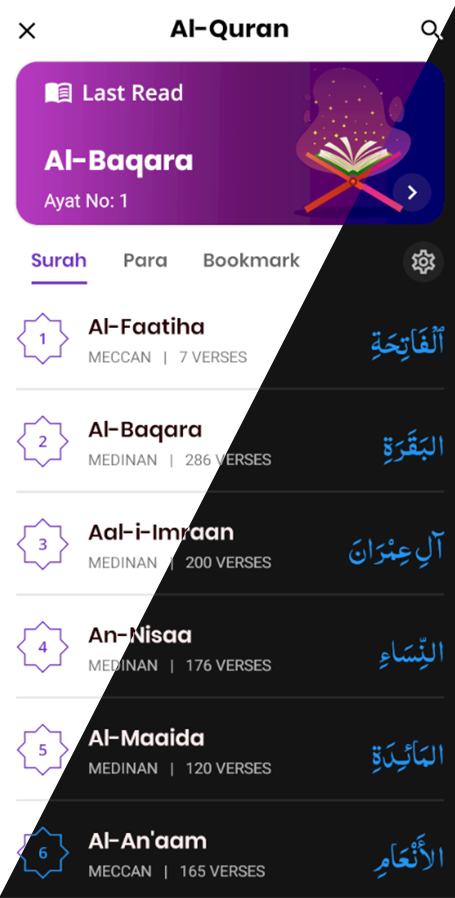 Al-Quran
Last Read
Al-Baqara
Ayat No: 1
Surah Para Bookmark
1 Al-Faatiha ٱلْفَاتِحَةِ
MECCAN | 7 VERSES
2 Al-Baqara البَقَرَةِ
MEDINAN | 286 VERSES
3 Aal-i-Imraan آلِ عِمْرَانَ
MEDINAN | 200 VERSES
4 An-Nisaa النِّسَاءِ
MEDINAN | 176 VERSES
5 Al-Maaida المَائـِدَةِ
MEDINAN | 120 VERSES
6 Al-An'aam الأَنْعَامِ
MECCAN | 165 VERSES